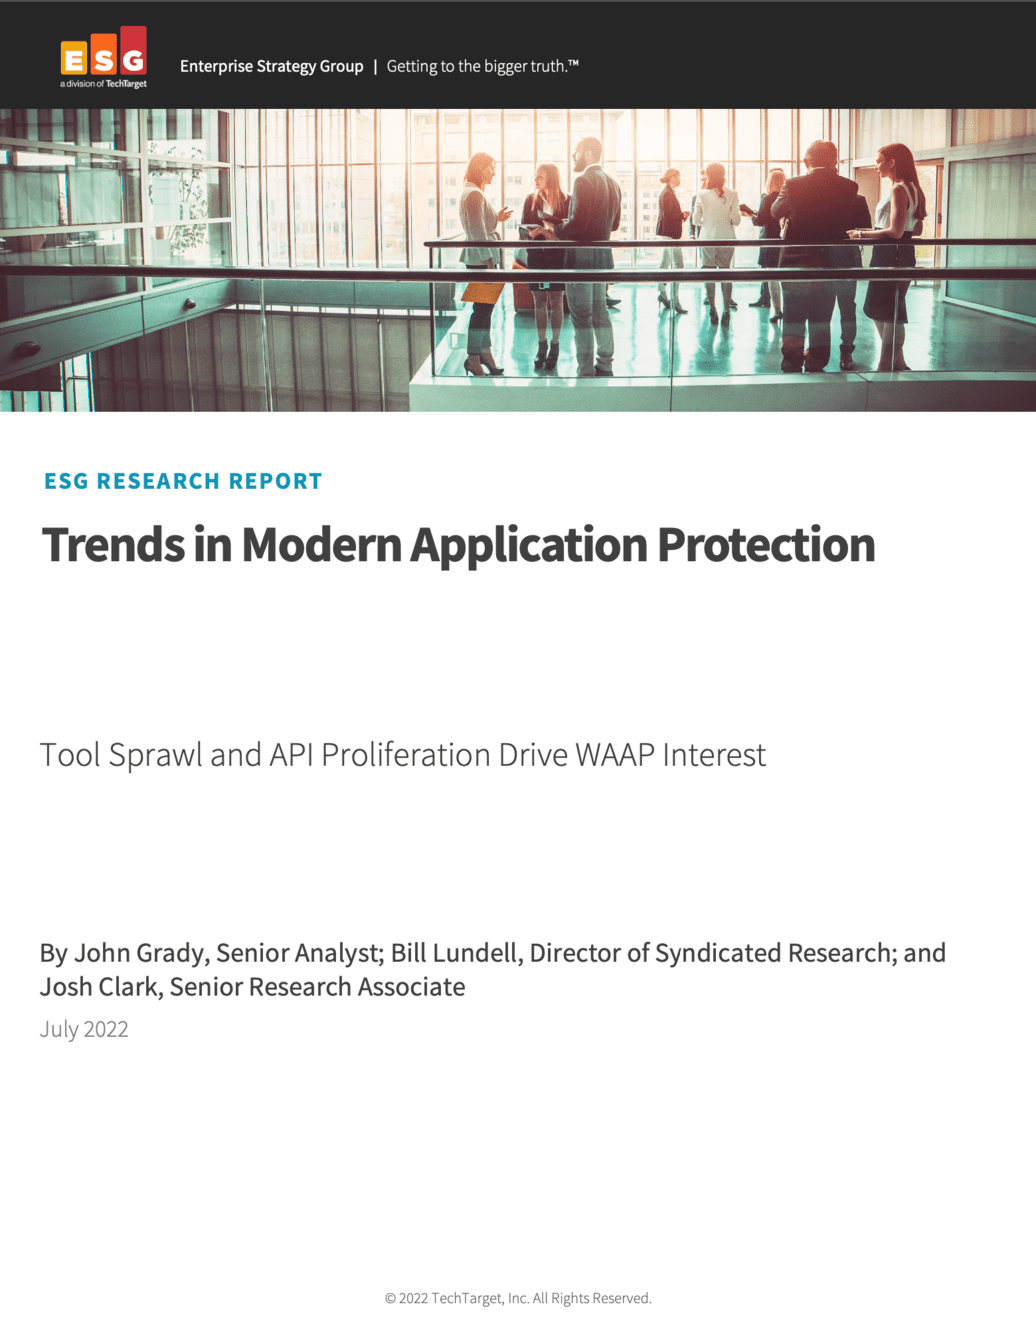 ESG
a division of TechTarget
Enterprise Strategy Group | Getting to the bigger truth.™
ESG RESEARCH REPORT
Trends in Modern Application Protection
Tool Sprawl and API Proliferation Drive WAAP Interest
By John Grady, Senior Analyst; Bill Lundell, Director of Syndicated Research; and
Josh Clark, Senior Research Associate
July 2022
© 2022 TechTarget, Inc. All Rights Reserved.